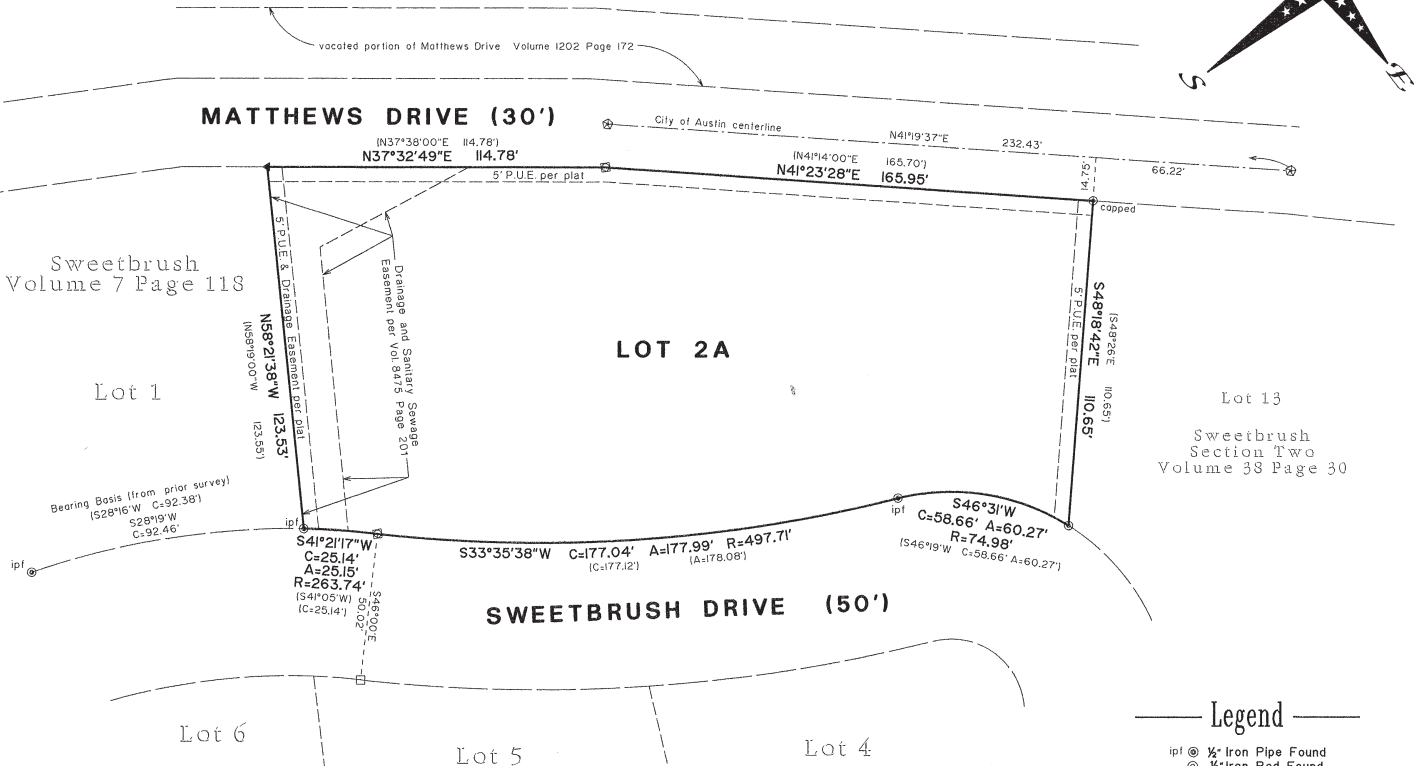 vacated portion of Matthews Drive Volume 1202 Page 172
S
E
MATTHEWS DRIVE (30')
City of Austin centerline
N41°19'37"E 232.43'
66.22'
14.75'
(N37°38'00"E 114.78')
N37°32'49"E 114.78'
(N41°14'00"E 165.70')
N41°23'28"E 165.95'
5' P.U.E. per plat
capped
Sweetbrush
Volume 7 Page 118
5' P.U.E. & Drainage Easement per plat
Drainage and Sanitary Sewage
Easement per Vol. 8475 Page 201
N58°21'38"W 123.53'
(N58°19'00"W 123.55')
LOT 2A
5' P.U.E. per plat
S48°18'42"E 110.65'
(S48°26'E 110.65')
Lot 1
Lot 13
Sweetbrush
Section Two
Volume 38 Page 30
Bearing Basis (from prior survey)
(S28°16'W C=92.38')
S28°19'W
C=92.46'
ipf
ipf
ipf
S41°21'17"W
C=25.14'
A=25.15'
R=263.74'
(S41°05'W)
(C=25.14')
S46°00'E
50.02'
S33°35'38"W C=177.04' A=177.99' R=497.71'
(C=177.12') (A=178.08')
S46°31'W
C=58.66' A=60.27'
R=74.98'
(S46°19'W C=58.66' A=60.27')
SWEETBRUSH DRIVE (50')
Lot 6
Lot 5
Lot 4
Legend
ipf ½" Iron Pipe Found
½" Iron Rod Found